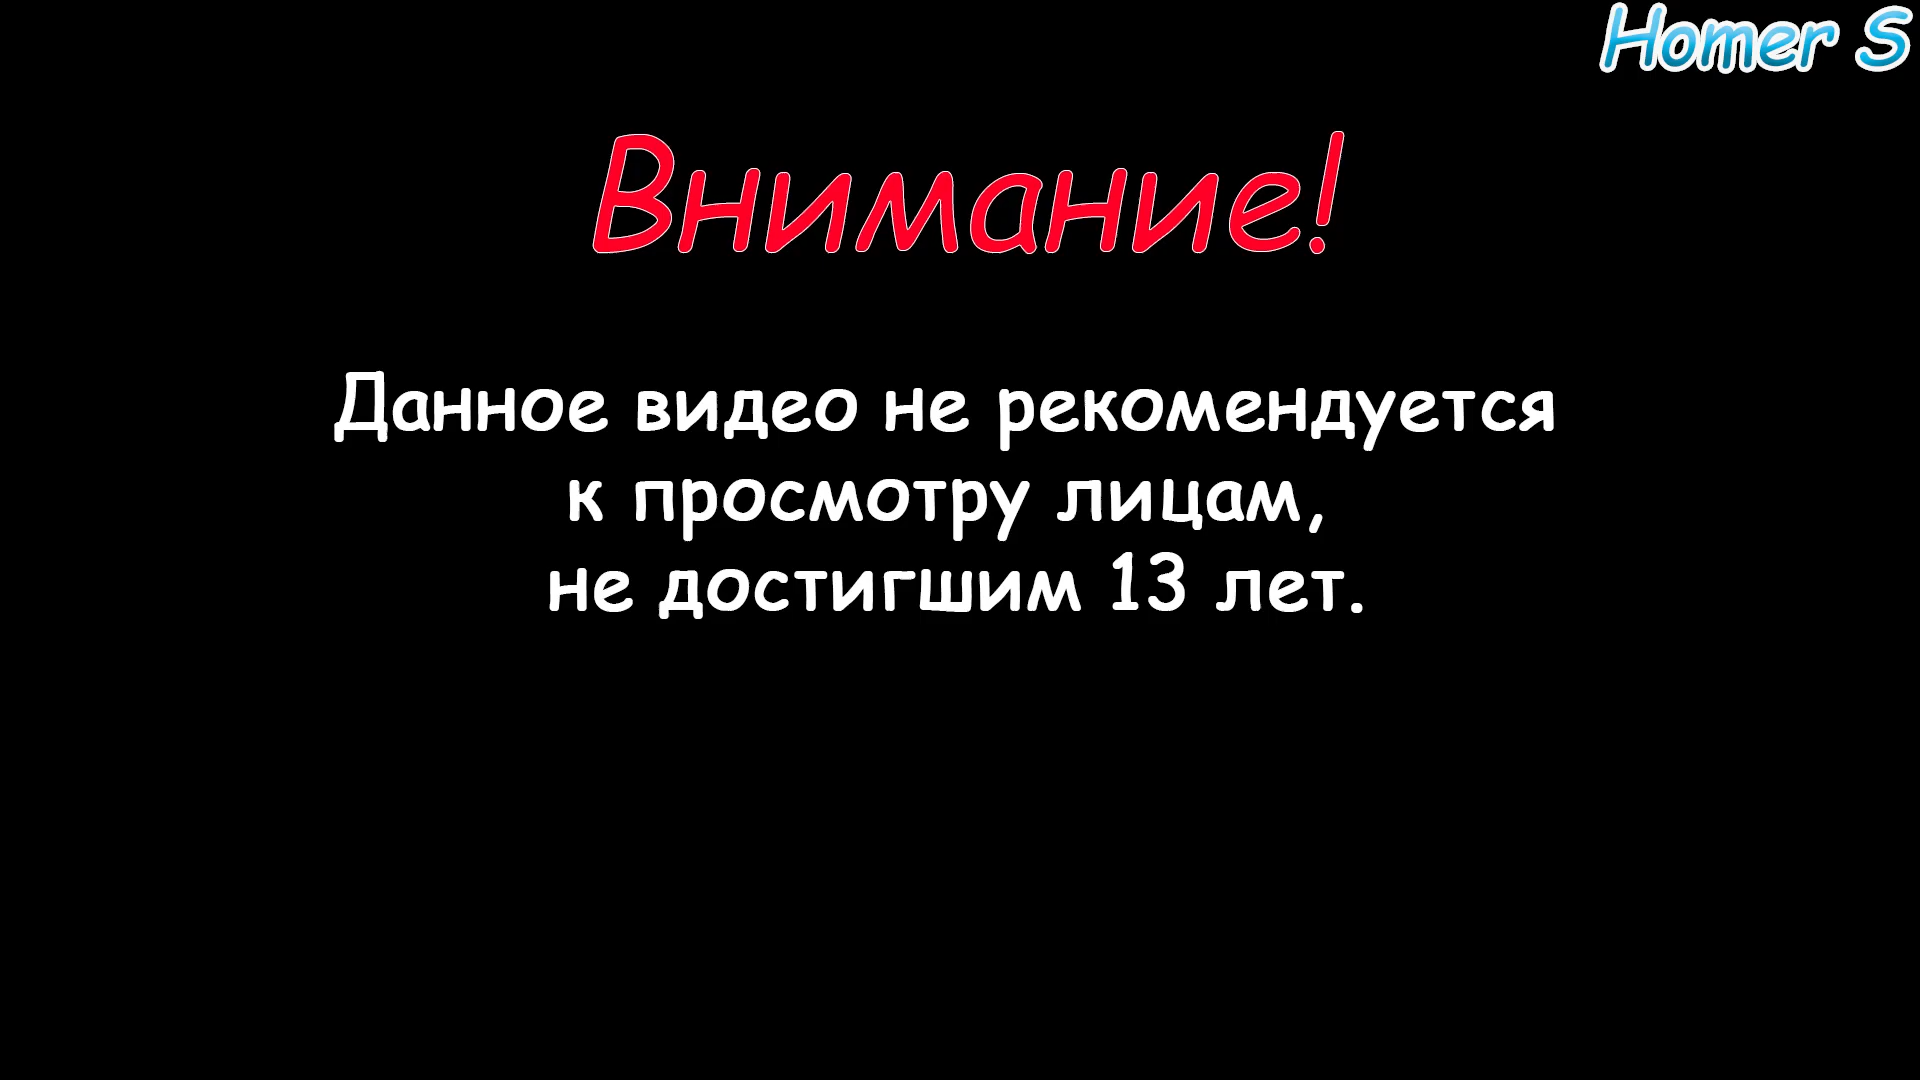 Homer S
Внимание!
Данное видео не рекомендуется
к просмотру лицам,
не достигшим 13 лет.